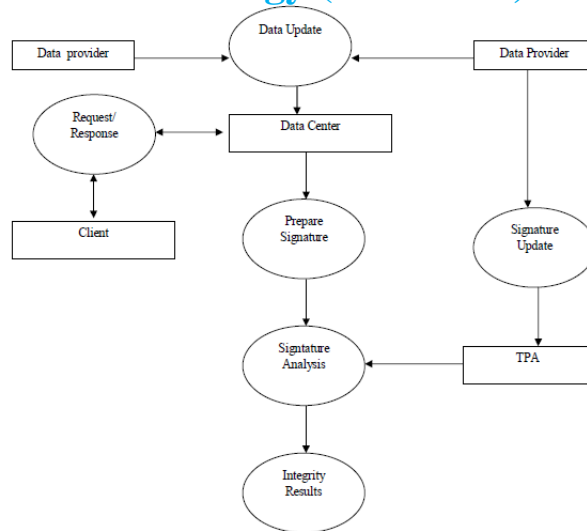 Data Update
Data provider
Data Provider
Request/
Response
Data Center
Client
Prepare
Signature
Signature
Update
Signtature
Analysis
TPA
Integrity
Results